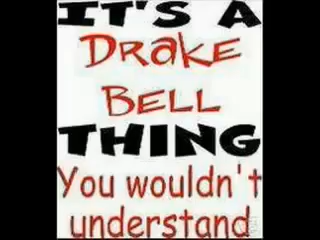 IT'S A
DRAKE
BELL
THING
You wouldn't
understand